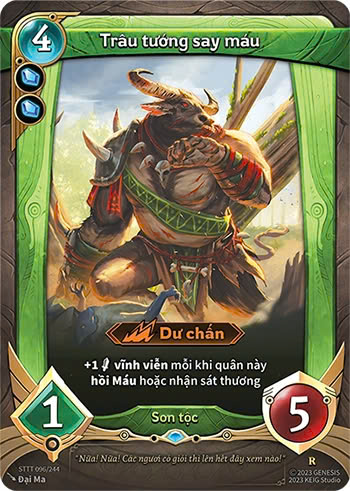 4
Trâu tướng say máu
Dư chấn
+1 vĩnh viễn mỗi khi quân này
hồi Máu hoặc nhận sát thương
1
Sơn tộc
5
R
STTT 096/244
Đại Ma
"Nữa! Nữa! Các ngươi có giỏi thì lên hết đây xem nào!"
© 2023 GENESIS
2023 KEIG Studio